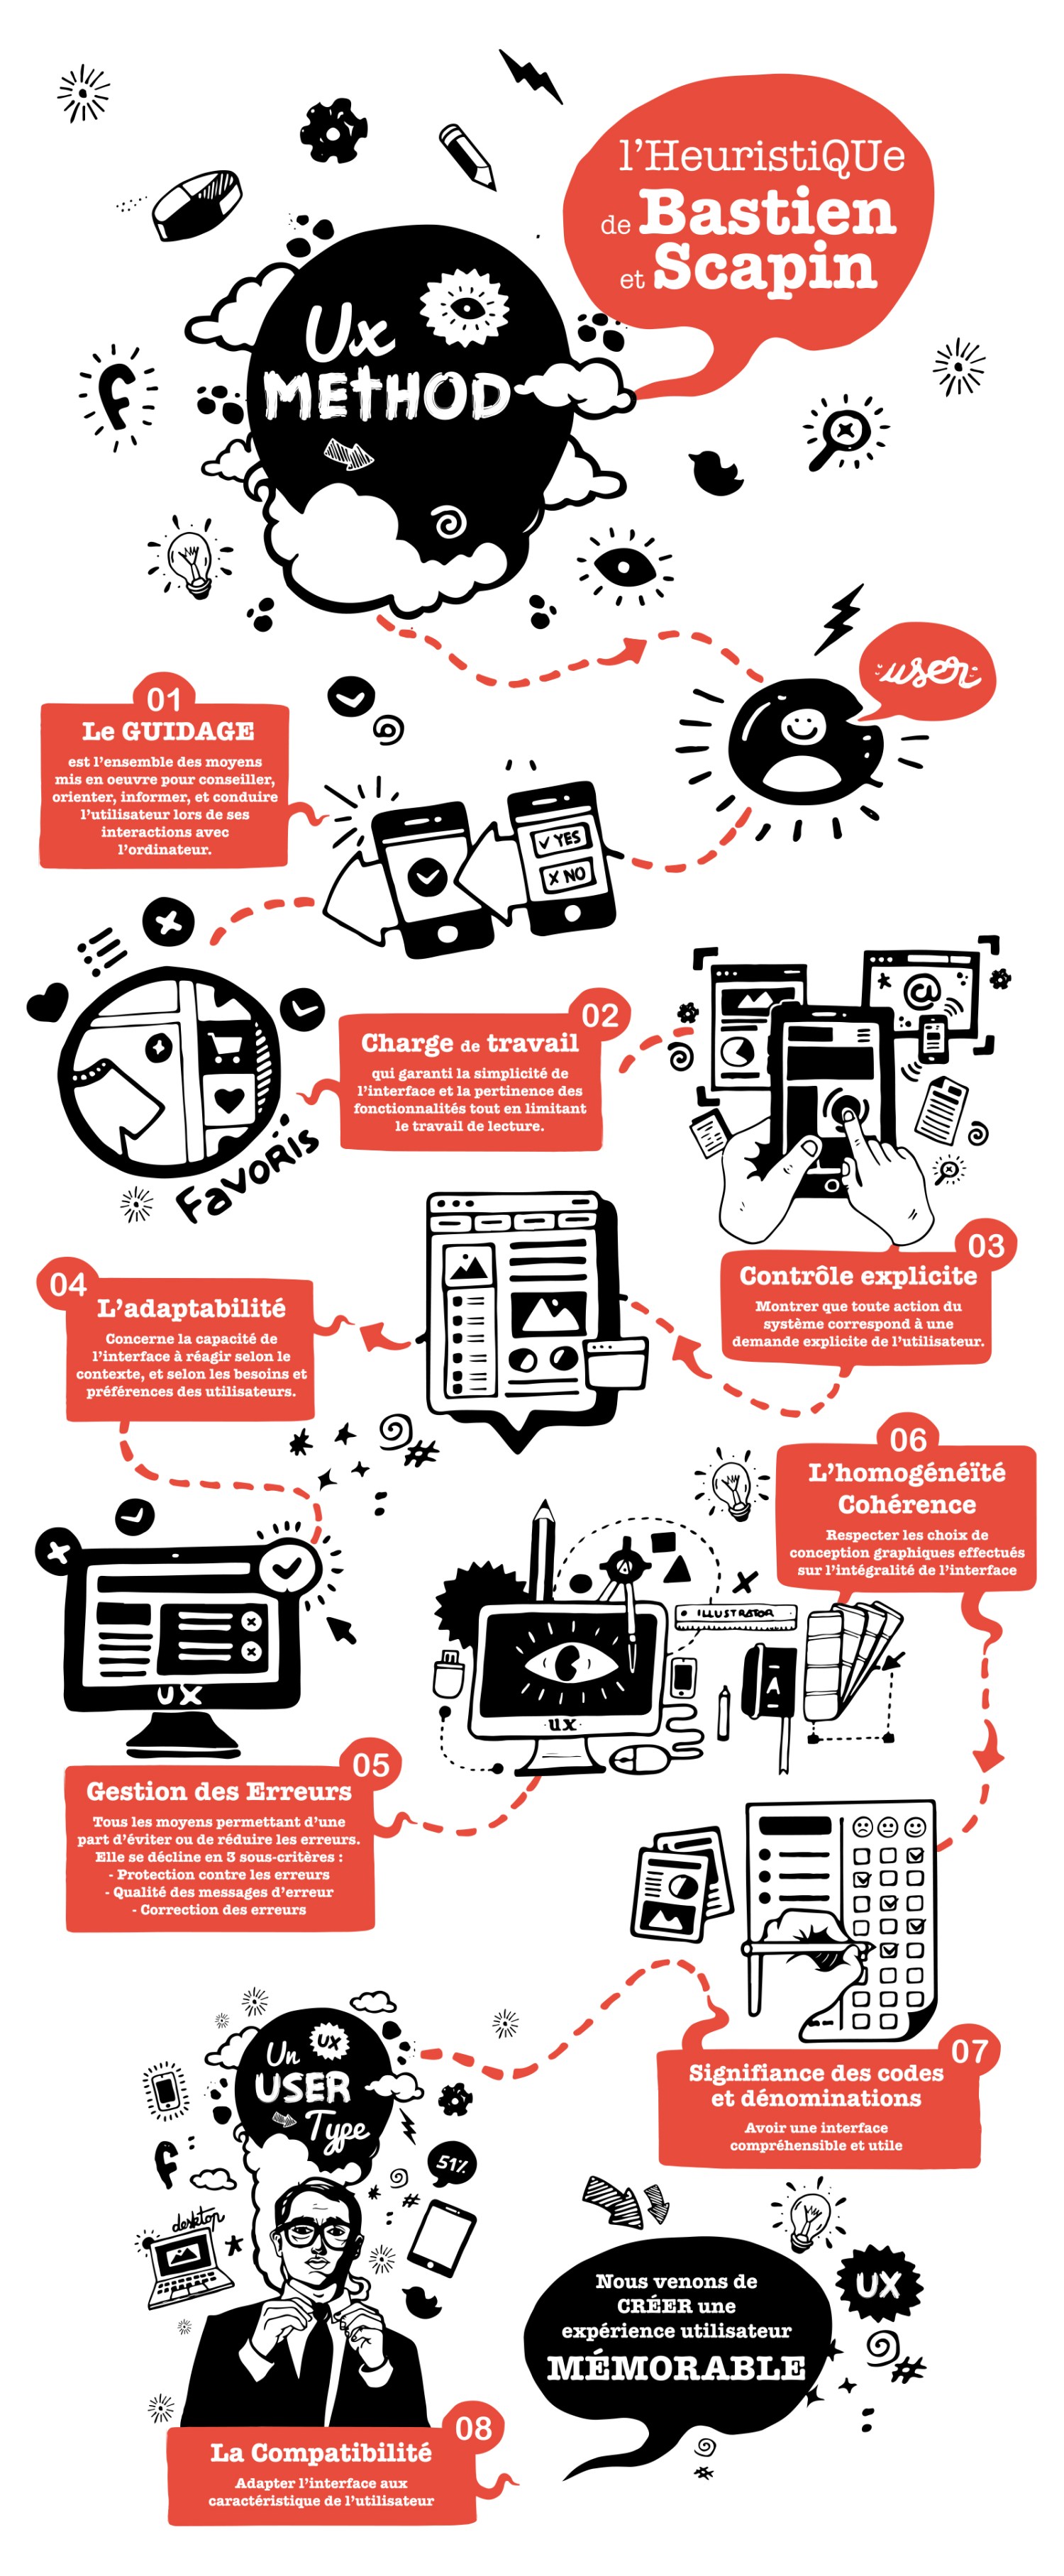 l'HeuristiQUe
de Bastien
et Scapin
Ux
METHOD
user
01
Le GUIDAGE
est l'ensemble des moyens
mis en oeuvre pour conseiller,
orienter, informer, et conduire
l'utilisateur lors de ses
interactions avec
l'ordinateur.
YES
X NO
02
Charge de travail
qui garanti la simplicité de
l'interface et la pertinence des
fonctionnalités tout en limitant
le travail de lecture.
Favoris
@
03
Contrôle explicite
Montrer que toute action du
système correspond à une
demande explicite de l'utilisateur.
04
L'adaptabilité
Concerne la capacité de
l'interface à réagir selon le
contexte, et selon les besoins et
préférences des utilisateurs.
#
UX
05
Gestion des Erreurs
Tous les moyens permettant d'une
part d'éviter ou de réduire les erreurs.
Elle se décline en 3 sous-critères :
- Protection contre les erreurs
- Qualité des messages d'erreur
- Correction des erreurs
06
L'homogénéïté
Cohérence
Respecter les choix de
conception graphiques effectués
sur l'intégralité de l'interface
ILLUSTRATOR
A
UX
07
Signifiance des codes
et dénominations
Avoir une interface
compréhensible et utile
Un UX
USER
Type
51%
#
desktop
08
La Compatibilité
Adapter l'interface aux
caractéristique de l'utilisateur
Nous venons de
CRÉER une
expérience utilisateur
MÉMORABLE
UX
#